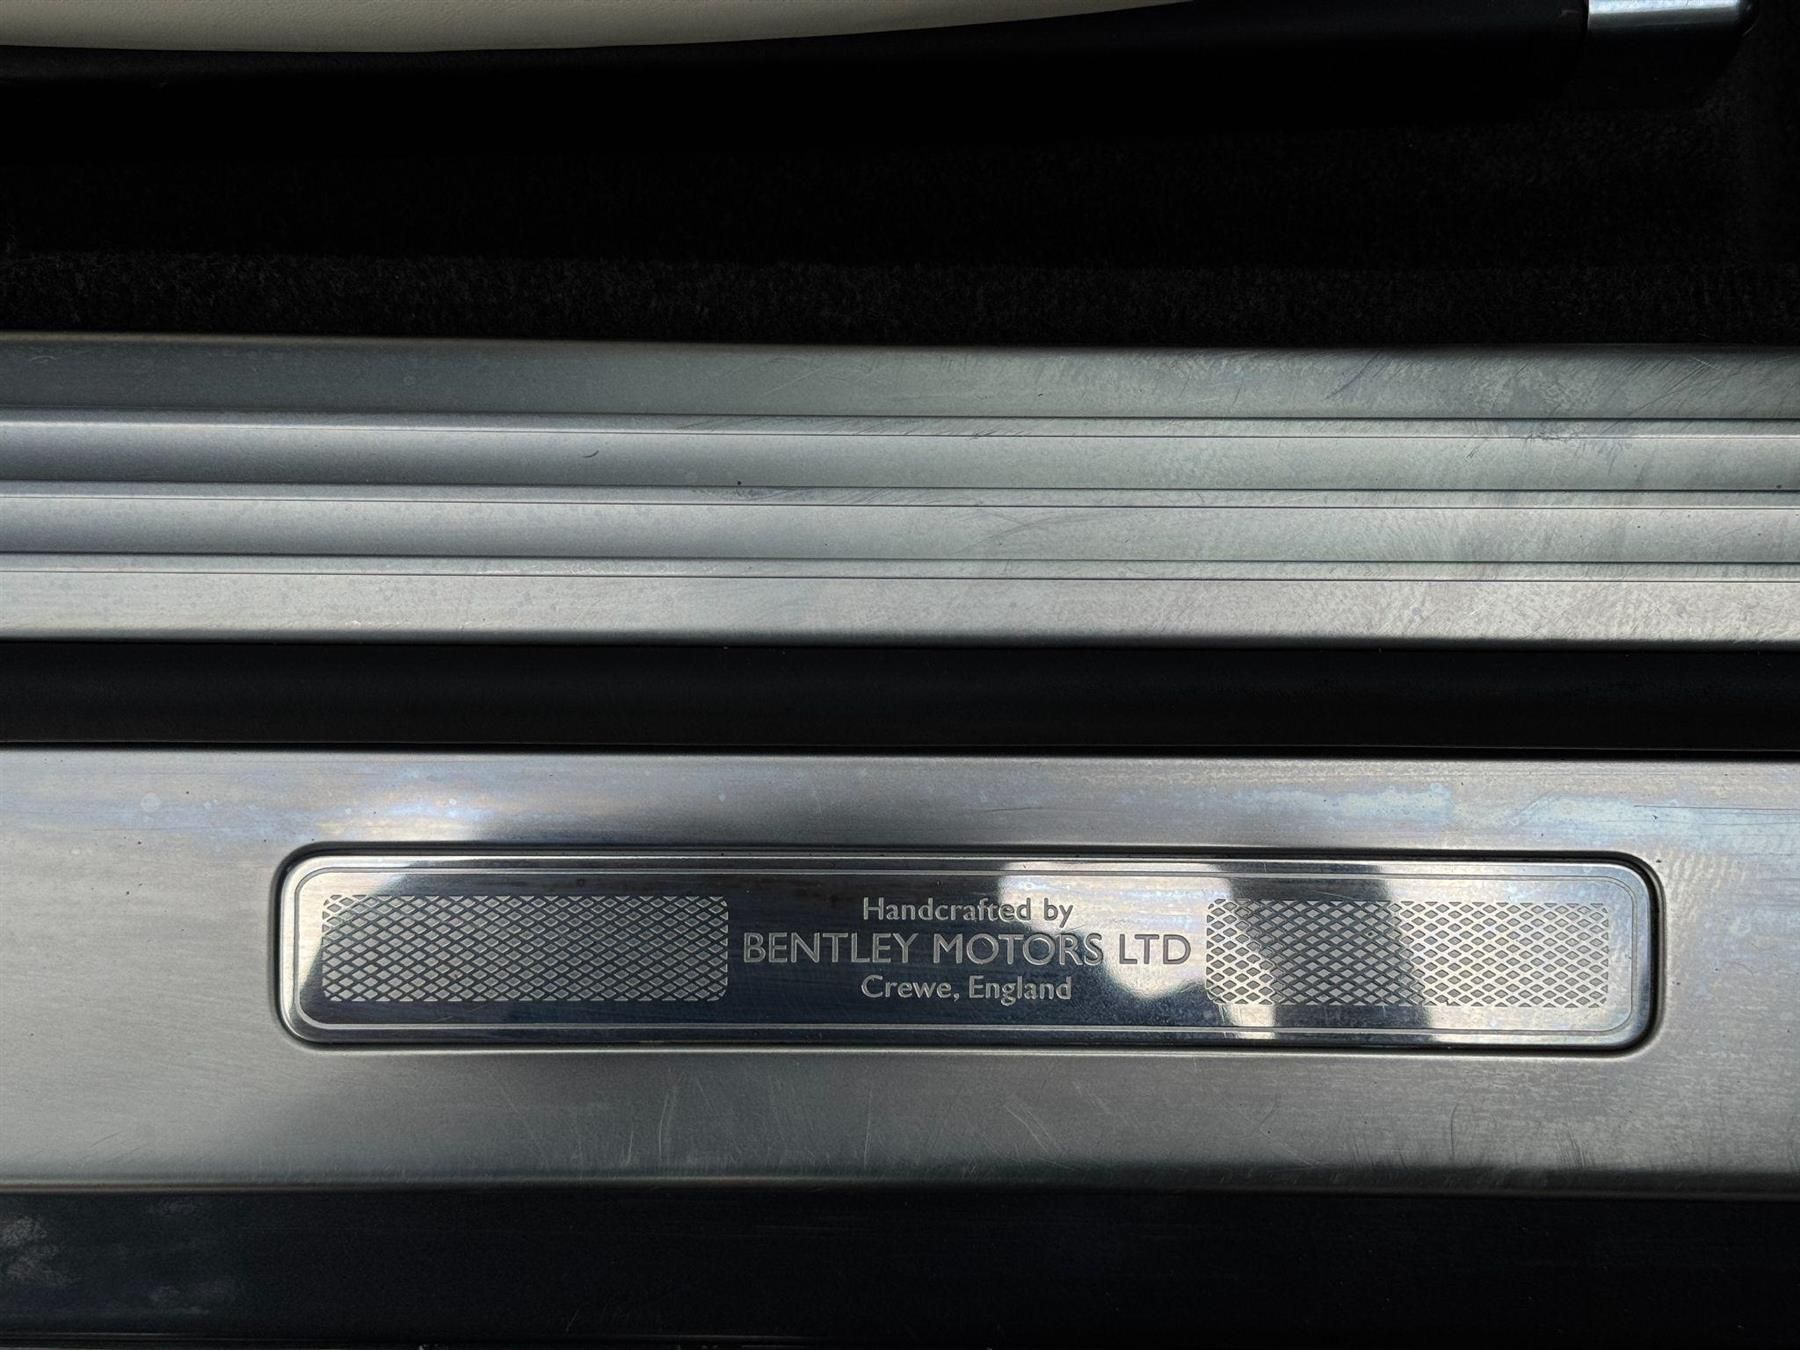 Handcrafted by
BENTLEY MOTORS LTD
Crewe, England